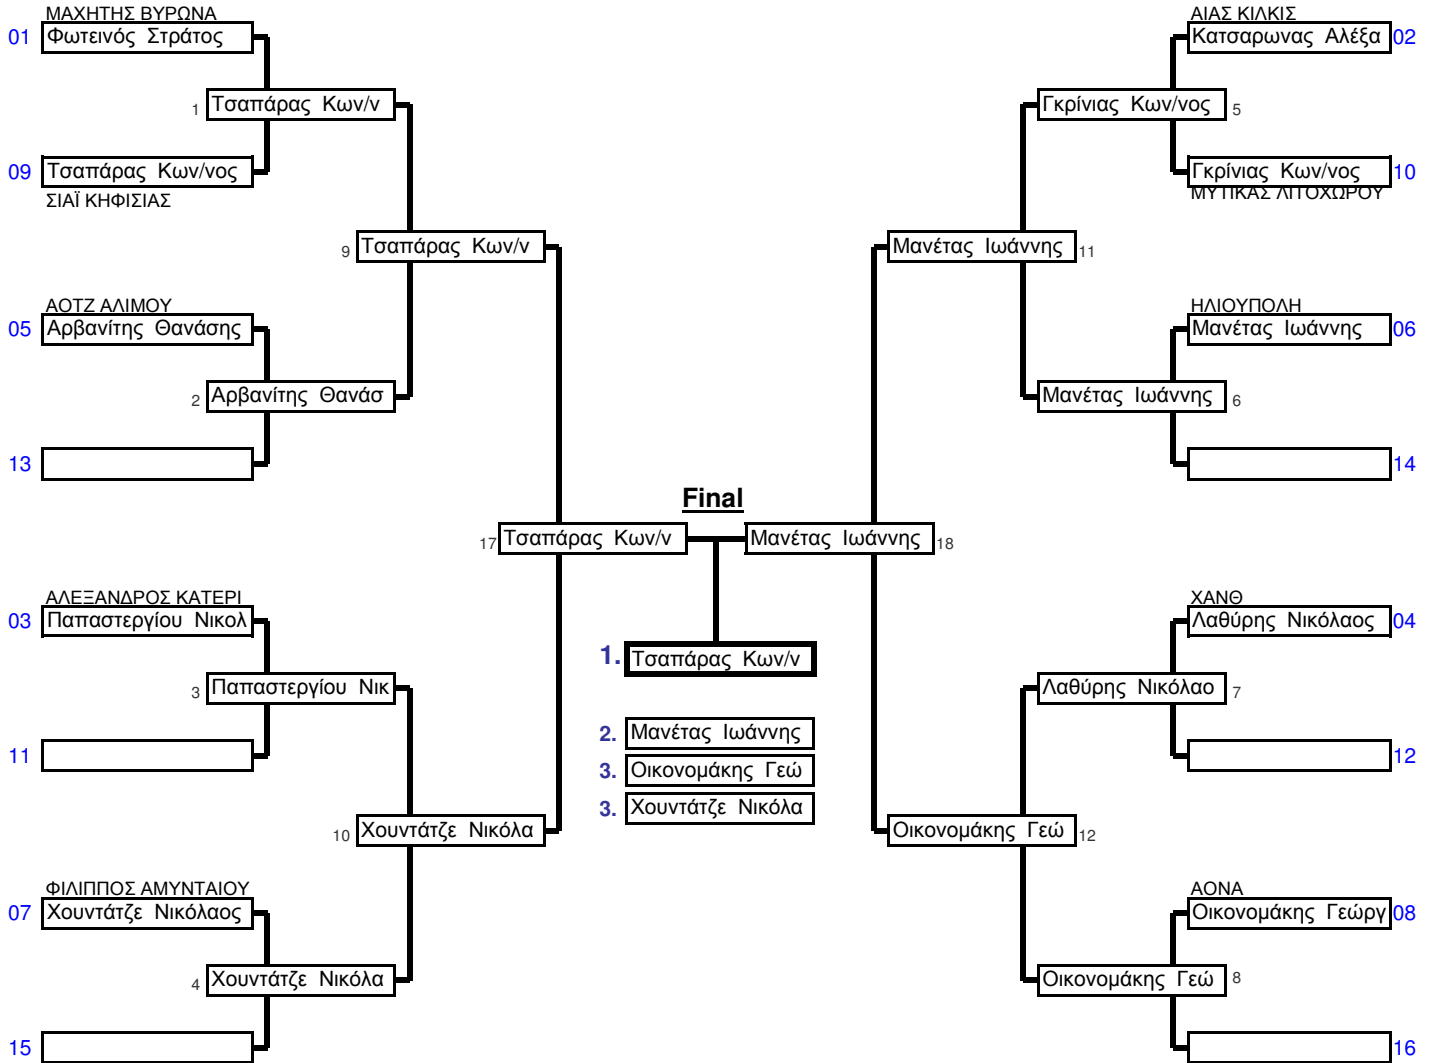 ΜΑΧΗΤΗΣ ΒΥΡΩΝΑ
01 Φωτεινός Στράτος
1 Τσαπάρας Κων/ν
09 Τσαπάρας Κων/νος
ΣΙΑΪ ΚΗΦΙΣΙΑΣ
9 Τσαπάρας Κων/ν
ΑΟΤΖ ΑΛΙΜΟΥ
05 Αρβανίτης Θανάσης
2 Αρβανίτης Θανάσ
13
17 Τσαπάρας Κων/ν
ΑΛΕΞΑΝΔΡΟΣ ΚΑΤΕΡΙ
03 Παπαστεργίου Νικολ
3 Παπαστεργίου Νικ
11
10 Χουντάτζε Νικόλα
ΦΙΛΙΠΠΟΣ ΑΜΥΝΤΑΙΟΥ
07 Χουντάτζε Νικόλαος
4 Χουντάτζε Νικόλα
15
Final
1. Τσαπάρας Κων/ν
2. Μανέτας Ιωάννης
3. Οικονομάκης Γεώ
3. Χουντάτζε Νικόλα
ΑΙΑΣ ΚΙΛΚΙΣ
Κατσαρωνας Αλέξα 02
Γκρίνιας Κων/νος 5
Γκρίνιας Κων/νος 10
ΜΥΤΙΚΑΣ ΛΙΤΟΧΩΡΟΥ
Μανέτας Ιωάννης 11
ΗΛΙΟΥΠΟΛΗ
Μανέτας Ιωάννης 06
Μανέτας Ιωάννης 6
14
Μανέτας Ιωάννης 18
ΧΑΝΘ
Λαθύρης Νικόλαος 04
Λαθύρης Νικόλαο 7
12
Οικονομάκης Γεώ 12
ΑΟΝΑ
Οικονομάκης Γεώργ 08
Οικονομάκης Γεώ 8
16